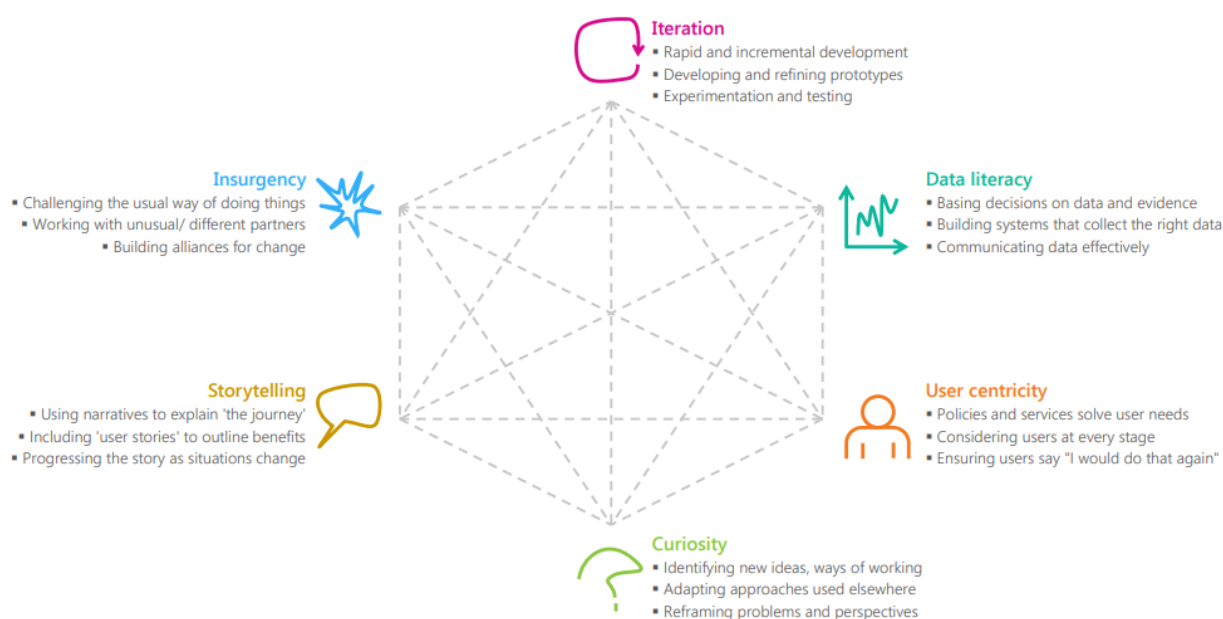 Iteration
▪ Rapid and incremental development
▪ Developing and refining prototypes
▪ Experimentation and testing
Insurgency
▪ Challenging the usual way of doing things
▪ Working with unusual/ different partners
▪ Building alliances for change
Data literacy
▪ Basing decisions on data and evidence
▪ Building systems that collect the right data
▪ Communicating data effectively
Storytelling
▪ Using narratives to explain 'the journey'
▪ Including 'user stories' to outline benefits
▪ Progressing the story as situations change
User centricity
▪ Policies and services solve user needs
▪ Considering users at every stage
▪ Ensuring users say "I would do that again"
Curiosity
▪ Identifying new ideas, ways of working
▪ Adapting approaches used elsewhere
▪ Reframing problems and perspectives